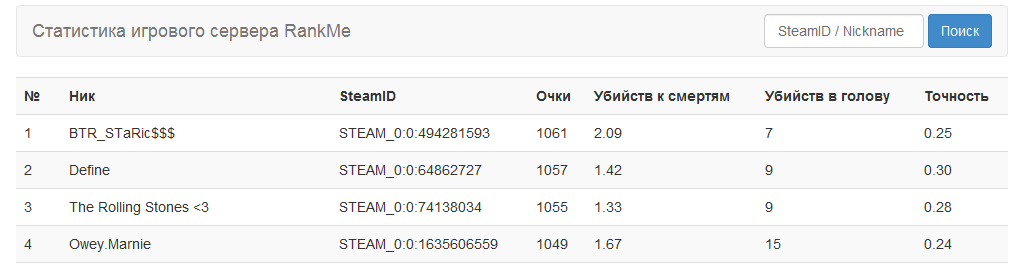 Статистика игрового сервера RankMe SteamID / Nickname Поиск
№ Ник SteamID Очки Убийств к смертям Убийств в голову Точность
1 BTR_STaRic$$$ STEAM_0:0:494281593 1061 2.09 7 0.25
2 Define STEAM_0:0:64862727 1057 1.42 9 0.30
3 The Rolling Stones <3 STEAM_0:0:74138034 1055 1.33 9 0.28
4 Owey.Marnie STEAM_0:0:1635606559 1049 1.67 15 0.24